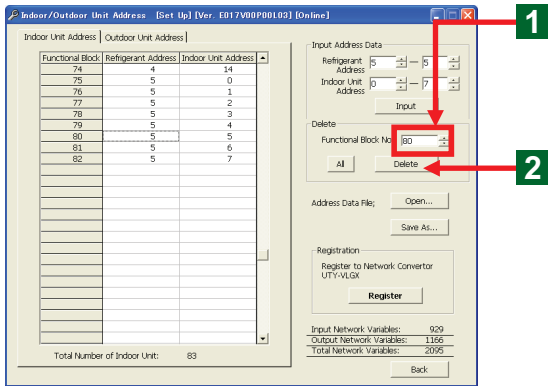 Indoor/Outdoor Unit Address [Set Up] [Ver. E017V00P00L03] [Online]
1
Indoor Unit Address Outdoor Unit Address
Functional Block Refrigerant Address Indoor Unit Address
74 4 14
75 5 0
76 5 1
77 5 2
78 5 3
79 5 4
80 5 5
81 5 6
82 5 7
Total Number of Indoor Unit: 83
Input Address Data
Refrigerant Address 5 — 5
Indoor Unit Address 0 — 7
Input
Delete
Functional Block No 80
All Delete
2
Address Data File; Open...
Save As...
Registration
Register to Network Convertor
UTY-VLGX
Register
Input Network Variables: 929
Output Network Variables: 1166
Total Network Variables: 2095
Back